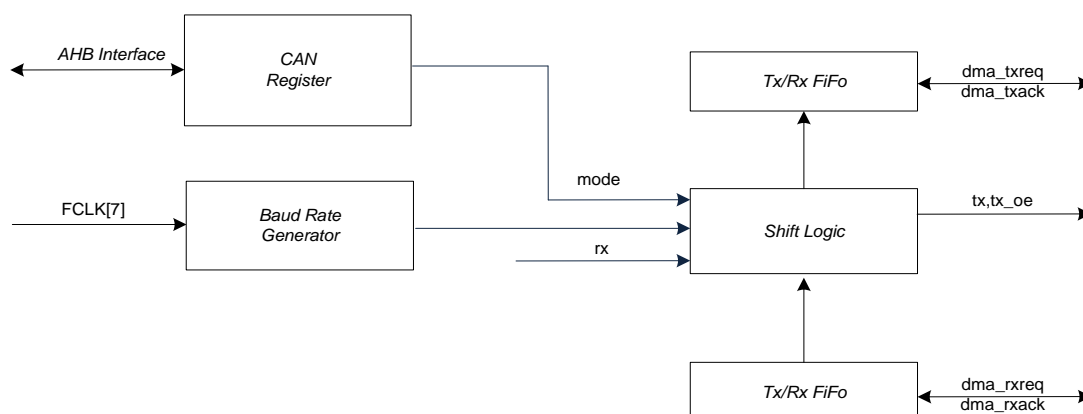 AHB Interface
CAN
Register
Tx/Rx FiFo
dma_txreq
dma_txack
mode
FCLK[7]
Baud Rate
Generator
Shift Logic
tx,tx_oe
rx
Tx/Rx FiFo
dma_rxreq
dma_rxack